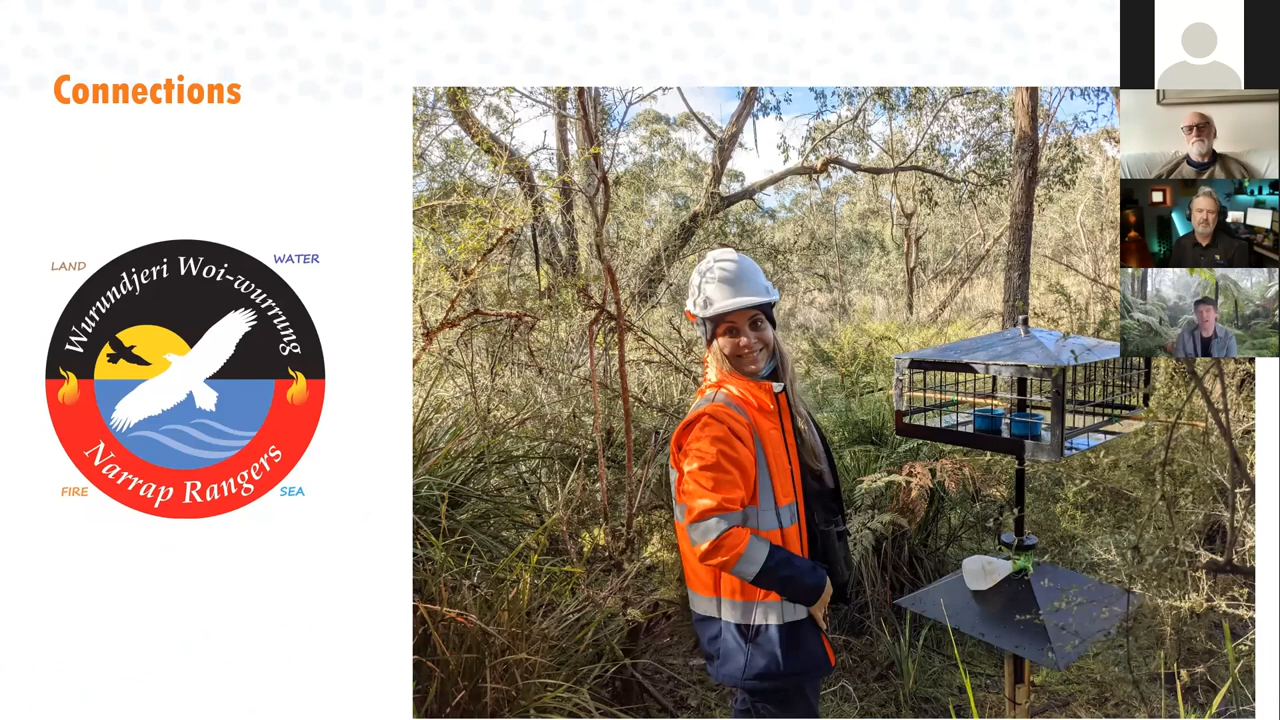 Connections
LAND
WATER
Wurundjeri Woi-wurrung
Narrap Rangers
FIRE
SEA